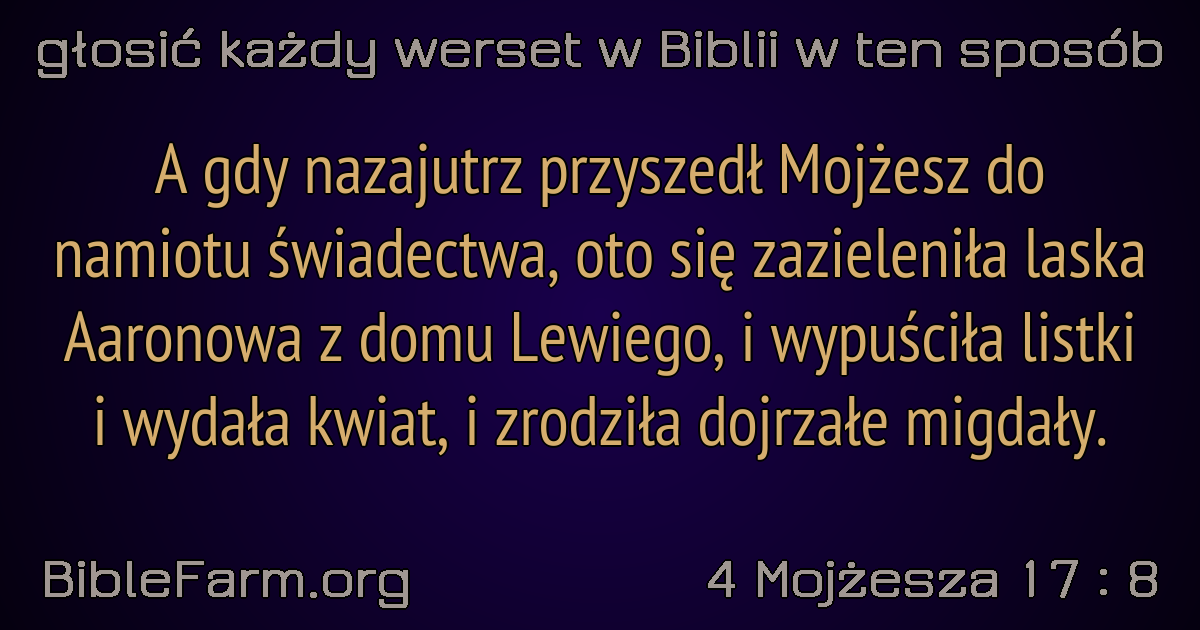 głosić każdy werset w Biblii w ten sposób
A gdy nazajutrz przyszedł Mojżesz do
namiotu świadectwa, oto się zazieleniła laska
Aaronowa z domu Lewiego, i wypuściła listki
i wydała kwiat, i zrodziła dojrzałe migdały.
BibleFarm.org
4 Mojżesza 17 : 8